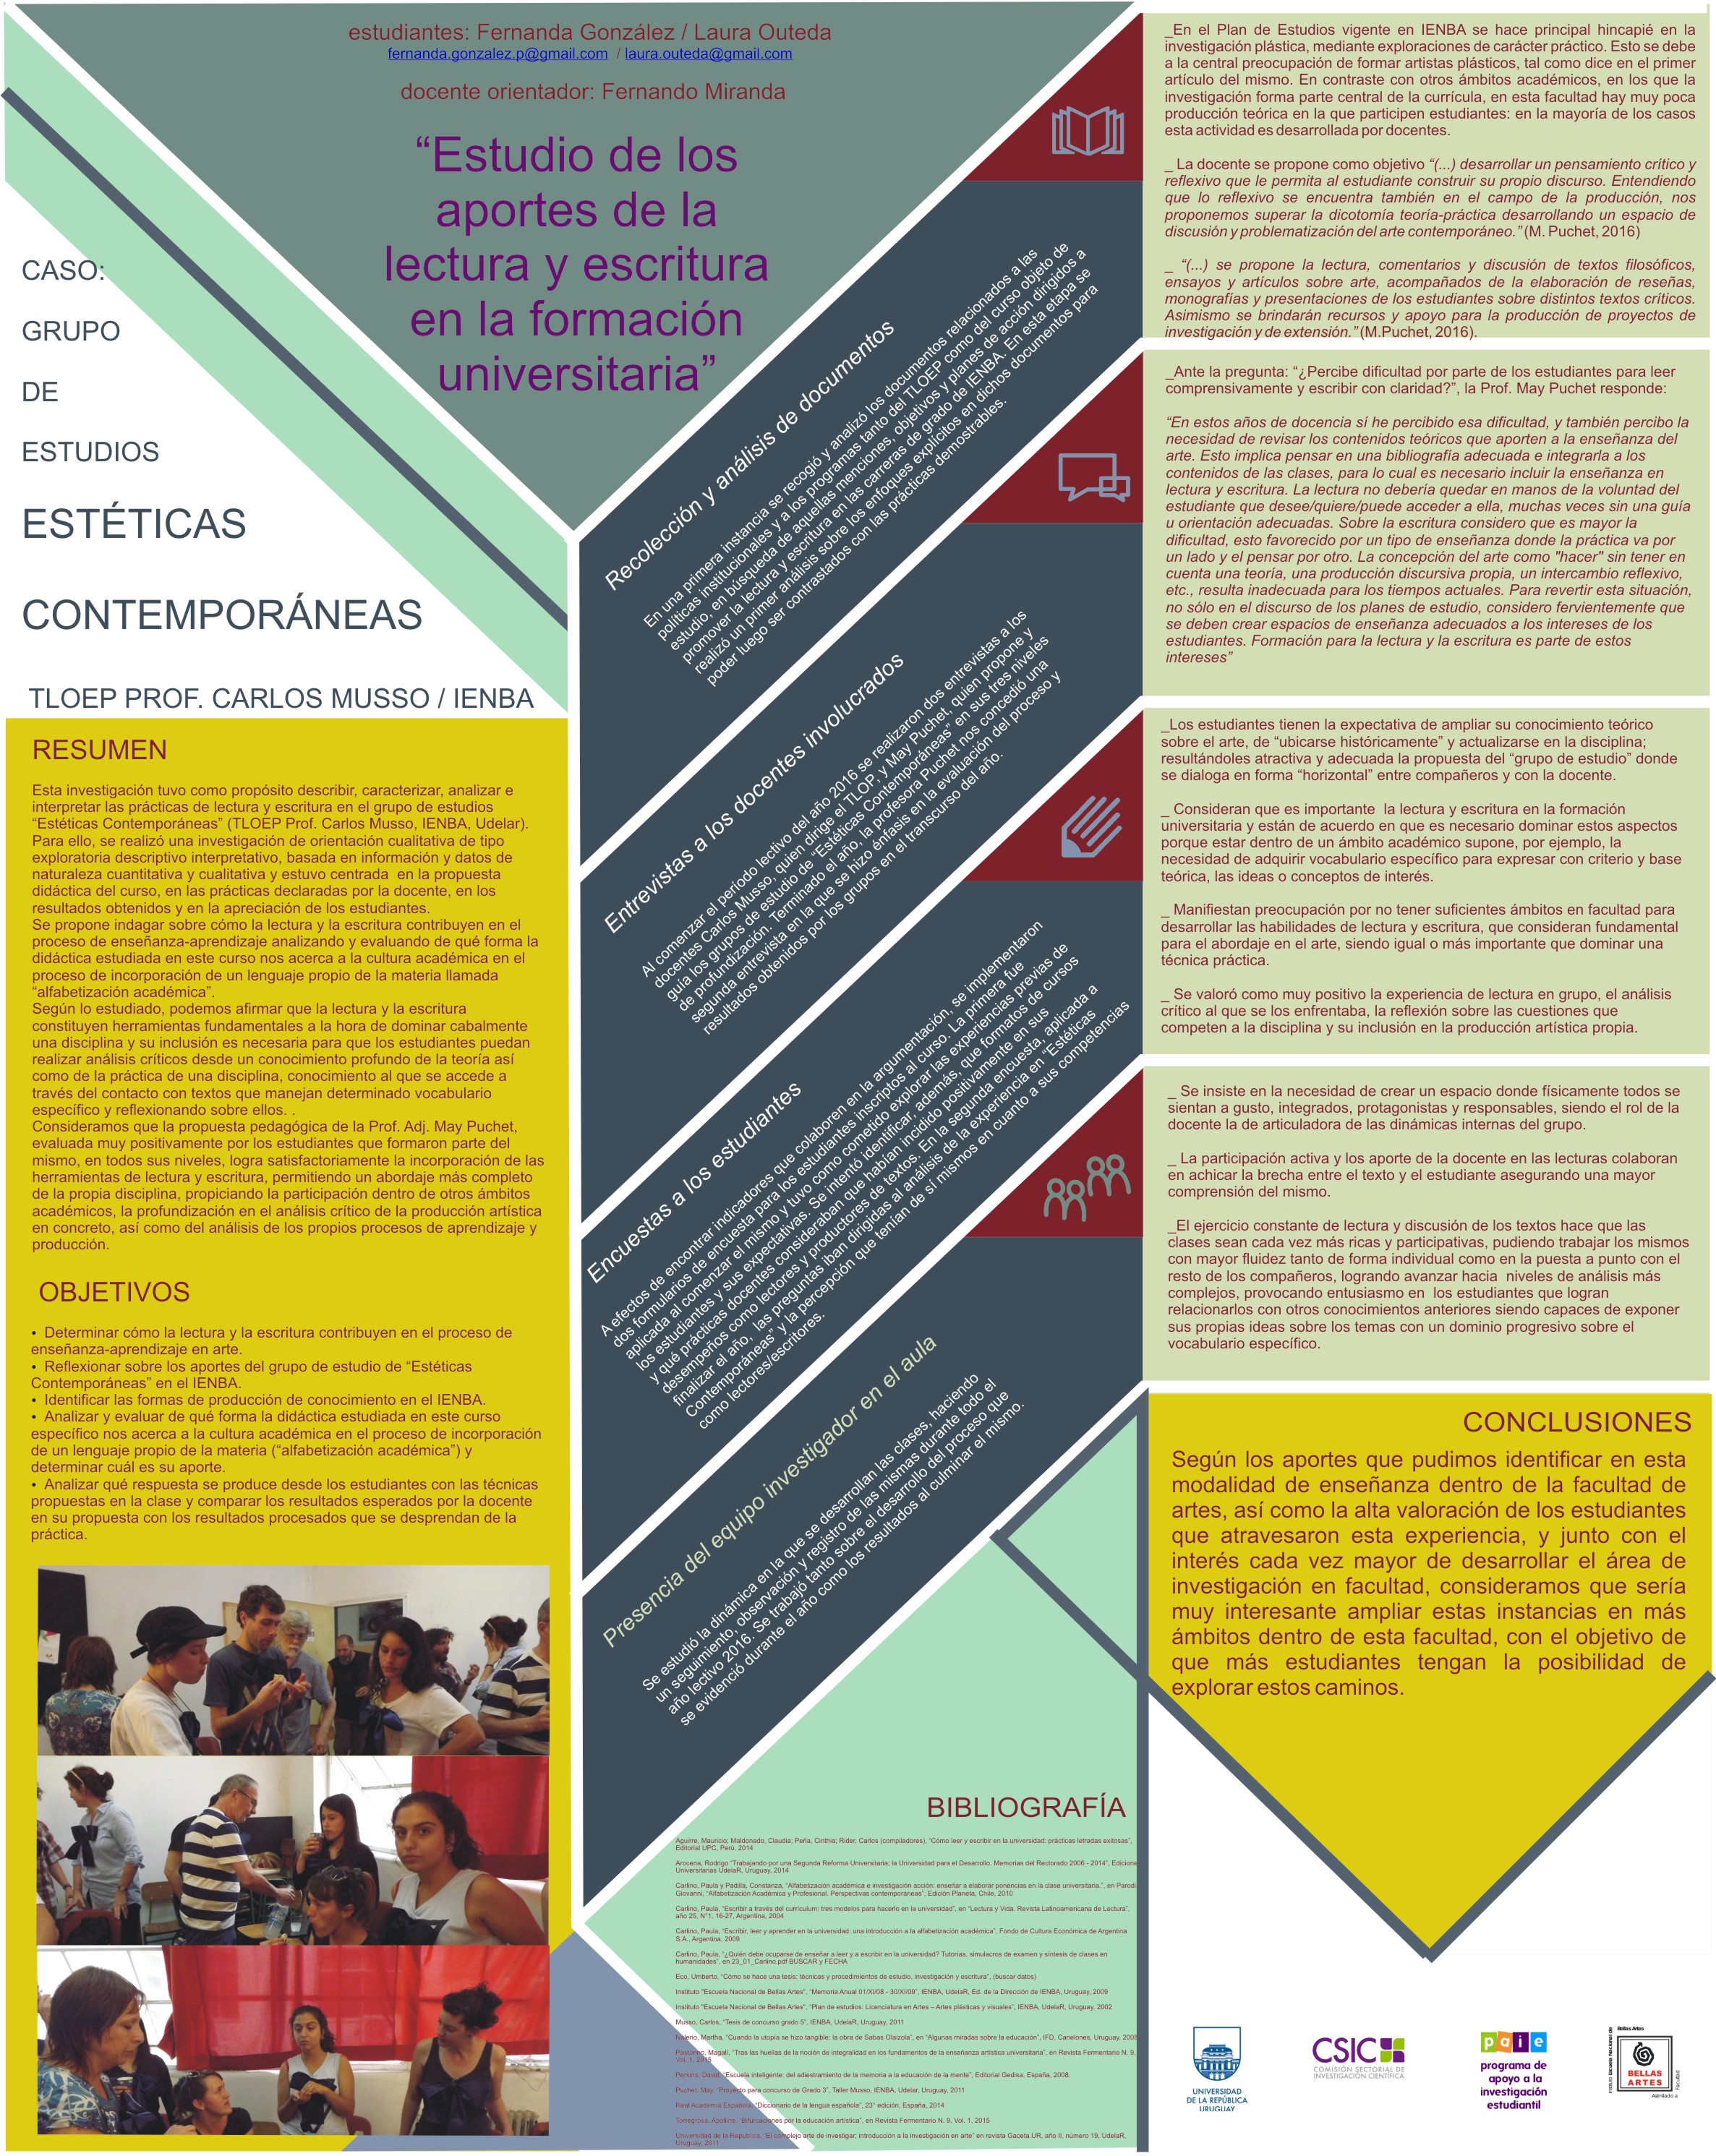 estudiantes: Fernanda González / Laura Outeda
fernanda.gonzalez.p@gmail.com / laura.outeda@gmail.com
docente orientador: Fernando Miranda
“Estudio de los
aportes de la
lectura y escritura
en la formación
universitaria”
CASO:
GRUPO
DE
ESTUDIOS
ESTÉTICAS
CONTEMPORÁNEAS
TLOEP PROF. CARLOS MUSSO / IENBA
RESUMEN
Esta investigación tuvo como propósito describir, caracterizar, analizar e
interpretar las prácticas de lectura y escritura en el grupo de estudios
“Estéticas Contemporáneas” (TLOEP Prof. Carlos Musso, IENBA, Udelar).
Para ello, se realizó una investigación de orientación cualitativa de tipo
exploratoria descriptivo interpretativo, basada en información y datos de
naturaleza cuantitativa y cualitativa y estuvo centrada en la propuesta
didáctica del curso, en las prácticas declaradas por la docente, en los
resultados obtenidos y en la apreciación de los estudiantes.
Se propone indagar sobre cómo la lectura y la escritura contribuyen en el
proceso de enseñanza-aprendizaje analizando y evaluando de qué forma la
didáctica estudiada en este curso nos acerca a la cultura académica en el
proceso de incorporación de un lenguaje propio de la materia llamada
“alfabetización académica”.
Según lo estudiado, podemos afirmar que la lectura y la escritura
constituyen herramientas fundamentales a la hora de dominar cabalmente
una disciplina y su inclusión es necesaria para que los estudiantes puedan
realizar análisis críticos desde un conocimiento profundo de la teoría así
como de la práctica de una disciplina, conocimiento al que se accede a
través del contacto con textos que manejan determinado vocabulario
específico y reflexionando sobre ellos. .
Consideramos que la propuesta pedagógica de la Prof. Adj. May Puchet,
evaluada muy positivamente por los estudiantes que formaron parte del
mismo, en todos sus niveles, logra satisfactoriamente la incorporación de las
herramientas de lectura y escritura, permitiendo un abordaje más completo
de la propia disciplina, propiciando la participación dentro de otros ámbitos
académicos, la profundización en el análisis crítico de la producción artística
en concreto, así como del análisis de los propios procesos de aprendizaje y
producción.
OBJETIVOS
• Determinar cómo la lectura y la escritura contribuyen en el proceso de
enseñanza-aprendizaje en arte.
• Reflexionar sobre los aportes del grupo de estudio de “Estéticas
Contemporáneas” en el IENBA.
• Identificar las formas de producción de conocimiento en el IENBA.
• Analizar y evaluar de qué forma la didáctica estudiada en este curso
específico nos acerca a la cultura académica en el proceso de incorporación
de un lenguaje propio de la materia (“alfabetización académica”) y
determinar cuál es su aporte.
• Analizar qué respuesta se produce desde los estudiantes con las técnicas
propuestas en la clase y comparar los resultados esperados por la docente
en su propuesta con los resultados procesados que se desprendan de la
práctica.
Recolección y análisis de documentos
En una primera instancia se recogió y analizó los documentos relacionados a las
políticas institucionales y a los programas tanto del TLOEP como del curso objeto de
estudio, en búsqueda de aquellas menciones, objetivos y planes de acción dirigidos a
promover la lectura y escritura en las carreras de grado de IENBA. En esta etapa se
realizó un primer análisis sobre los enfoques explícitos en dichos documentos para
poder luego ser contrastados con las prácticas demostrables.
Entrevistas a los docentes involucrados
Al comenzar el período lectivo del año 2016 se realizaron dos entrevistas a los
docentes Carlos Musso, quien dirige el TLOP, y May Puchet, quien propone y
guía los grupos de estudio de “Estéticas Contemporáneas” en sus tres niveles
de profundización. Terminado el año, la profesora Puchet nos concedió una
segunda entrevista en la que se hizo énfasis en la evaluación del proceso y
resultados obtenidos por los grupos en el transcurso del año.
Encuestas a los estudiantes
A efectos de encontrar indicadores que colaboren en la argumentación, se implementaron
dos formularios de encuesta para los estudiantes inscriptos al curso. La primera fue
aplicada al comenzar el mismo y tuvo como cometido explorar las experiencias previas de
los estudiantes y sus expectativas. Se intentó identificar, además, que formatos de cursos
y qué prácticas docentes consideraban que habían incidido positivamente en sus
desempeños como lectores y productores de textos. En la segunda encuesta, aplicada a
finalizar el año, las preguntas iban dirigidas al análisis de la experiencia en “Estéticas
Contemporáneas” y la percepción que tenían de sí mismos en cuanto a sus competencias
como lectores/escritores.
Presencia del equipo investigador en el aula
Se estudió la dinámica en la que se desarrollan las clases, haciendo
un seguimiento, observación y registro de las mismas durante todo el
año lectivo 2016. Se trabajó tanto sobre el desarrollo del proceso que
se evidenció durante el año como los resultados al culminar el mismo.
_En el Plan de Estudios vigente en IENBA se hace principal hincapié en la
investigación plástica, mediante exploraciones de carácter práctico. Esto se debe
a la central preocupación de formar artistas plásticos, tal como dice en el primer
artículo del mismo. En contraste con otros ámbitos académicos, en los que la
investigación forma parte central de la currícula, en esta facultad hay muy poca
producción teórica en la que participen estudiantes: en la mayoría de los casos
esta actividad es desarrollada por docentes.
_ La docente se propone como objetivo “(...) desarrollar un pensamiento crítico y
reflexivo que le permita al estudiante construir su propio discurso. Entendiendo
que lo reflexivo se encuentra también en el campo de la producción, nos
proponemos superar la dicotomía teoría-práctica desarrollando un espacio de
discusión y problematización del arte contemporáneo.” (M. Puchet, 2016)
_ “(...) se propone la lectura, comentarios y discusión de textos filosóficos,
ensayos y artículos sobre arte, acompañados de la elaboración de reseñas,
monografías y presentaciones de los estudiantes sobre distintos textos críticos.
Asimismo se brindarán recursos y apoyo para la producción de proyectos de
investigación y de extensión.” (M.Puchet, 2016).
_Ante la pregunta: “¿Percibe dificultad por parte de los estudiantes para leer
comprensivamente y escribir con claridad?”, la Prof. May Puchet responde:
“En estos años de docencia sí he percibido esa dificultad, y también percibo la
necesidad de revisar los contenidos teóricos que aporten a la enseñanza del
arte. Esto implica pensar en una bibliografía adecuada e integrarla a los
contenidos de las clases, para lo cual es necesario incluir la enseñanza en
lectura y escritura. La lectura no debería quedar en manos de la voluntad del
estudiante que desee/quiere/puede acceder a ella, muchas veces sin una guía
u orientación adecuadas. Sobre la escritura considero que es mayor la
dificultad, esto favorecido por un tipo de enseñanza donde la práctica va por
un lado y el pensar por otro. La concepción del arte como "hacer" sin tener en
cuenta una teoría, una producción discursiva propia, un intercambio reflexivo,
etc., resulta inadecuada para los tiempos actuales. Para revertir esta situación,
no sólo en el discurso de los planes de estudio, considero fervientemente que
se deben crear espacios de enseñanza adecuados a los intereses de los
estudiantes. Formación para la lectura y la escritura es parte de estos
intereses”
_Los estudiantes tienen la expectativa de ampliar su conocimiento teórico
sobre el arte, de “ubicarse históricamente” y actualizarse en la disciplina;
resultándoles atractiva y adecuada la propuesta del “grupo de estudio” donde
se dialoga en forma “horizontal” entre compañeros y con la docente.
_ Consideran que es importante la lectura y escritura en la formación
universitaria y están de acuerdo en que es necesario dominar estos aspectos
porque estar dentro de un ámbito académico supone, por ejemplo, la
necesidad de adquirir vocabulario específico para expresar con criterio y base
teórica, las ideas o conceptos de interés.
_ Manifiestan preocupación por no tener suficientes ámbitos en facultad para
desarrollar las habilidades de lectura y escritura, que consideran fundamental
para el abordaje en el arte, siendo igual o más importante que dominar una
técnica práctica.
_ Se valoró como muy positivo la experiencia de lectura en grupo, el análisis
crítico al que se los enfrentaba, la reflexión sobre las cuestiones que
competen a la disciplina y su inclusión en la producción artística propia.
_ Se insiste en la necesidad de crear un espacio donde físicamente todos se
sientan a gusto, integrados, protagonistas y responsables, siendo el rol de la
docente la de articuladora de las dinámicas internas del grupo.
_ La participación activa y los aporte de la docente en las lecturas colaboran
en achicar la brecha entre el texto y el estudiante asegurando una mayor
comprensión del mismo.
_El ejercicio constante de lectura y discusión de los textos hace que las
clases sean cada vez más ricas y participativas, pudiendo trabajar los mismos
con mayor fluidez tanto de forma individual como en la puesta a punto con el
resto de los compañeros, logrando avanzar hacia niveles de análisis más
complejos, provocando entusiasmo en los estudiantes que logran
relacionarlos con otros conocimientos anteriores siendo capaces de exponer
sus propias ideas sobre los temas con un dominio progresivo sobre el
vocabulario específico.
CONCLUSIONES
Según los aportes que pudimos identificar en esta
modalidad de enseñanza dentro de la facultad de
artes, así como la alta valoración de los estudiantes
que atravesaron esta experiencia, y junto con el
interés cada vez mayor de desarrollar el área de
investigación en facultad, consideramos que sería
muy interesante ampliar estas instancias en más
ámbitos dentro de esta facultad, con el objetivo de
que más estudiantes tengan la posibilidad de
explorar estos caminos.
BIBLIOGRAFÍA
Aguirre, Mauricio; Maldonado, Claudia; Peña, Cinthia; Rider, Carlos (compiladores), “Cómo leer y escribir en la universidad: prácticas letradas exitosas”,
Editorial UPC, Perú, 2014
Arocena, Rodrigo “Trabajando por una Segunda Reforma Universitaria; la Universidad para el Desarrollo. Memorias del Rectorado 2006 - 2014”, Edicione
Universitarias UdelaR, Uruguay, 2014
Carlino, Paula y Padilla, Constanza, “Alfabetización académica e investigación acción: enseñar a elaborar ponencias en la clase universitaria.”, en Parodi
Giovanni, “Alfabetización Académica y Profesional. Perspectivas contemporáneas”. Edición Planeta, Chile, 2010
Carlino, Paula, “Escribir a través del curriculum: tres modelos para hacerlo en la universidad”, en “Lectura y Vida. Revista Latinoamericana de Lectura”,
año 25, N°1, 16-27, Argentina, 2004
Carlino, Paula, “Escribir, leer y aprender en la universidad: una introducción a la alfabetización académica”, Fondo de Cultura Económica de Argentina
S.A., Argentina, 2009
Carlino, Paula, “¿Quién debe ocuparse de enseñar a leer y a escribir en la universidad? Tutorías, simulacros de examen y síntesis de clases en
humanidades”, en 23_01_Carlino.pdf BUSCAR y FECHA
Eco, Umberto, “Cómo se hace una tesis: técnicas y procedimientos de estudio, investigación y escritura”, (buscar datos)
Instituto "Escuela Nacional de Bellas Artes", “Memoria Anual 01/XI/08 - 30/XI/09”. IENBA, UdelaR, Ed. de la Dirección de IENBA, Uruguay, 2009
Instituto "Escuela Nacional de Bellas Artes", “Plan de estudios: Licenciatura en Artes – Artes plásticas y visuales”, IENBA, UdelaR, Uruguay, 2002
Musso, Carlos, “Tesis de concurso grado 5”, IENBA, UdelaR, Uruguay, 2011
Nalerio, Martha, “Cuando la utopía se hizo tangible: la obra de Sabas Olaizola”, en “Algunas miradas sobre la educación”, IFD, Canelones, Uruguay, 2008
Pastorino, Magalí, “Tras las huellas de la noción de integralidad en los fundamentos de la enseñanza artística universitaria”, en Revista Fermentario N. 9,
Vol. 1, 2015
Perkins, David, “Escuela inteligente: del adiestramiento de la memoria a la educación de la mente”, Editorial Gedisa, España, 2008.
Puchet, May, “Proyecto para concurso de Grado 3”, Taller Musso, IENBA, Udelar, Uruguay, 2011
Real Academia Española, “Diccionario de la lengua española”, 23° edición, España, 2014
Torregrosa, Apolline, “Bifurcaciones por la educación artística”, en Revista Fermentario N. 9, Vol. 1, 2015
Universidad de la República, “El complejo arte de investigar; introducción a la investigación en arte” en revista Gaceta.UR, año II, número 19, UdelaR,
Uruguay, 2011
UNIVERSIDAD
DE LA REPÚBLICA
URUGUAY
CSIC
COMISIÓN SECTORIAL DE
INVESTIGACIÓN CIENTÍFICA
paie
programa de
apoyo a la
investigación
estudiantil
Instituto Escuela Nacional de
Bellas Artes
BELLAS
ARTES
Asimilado a
Facultad